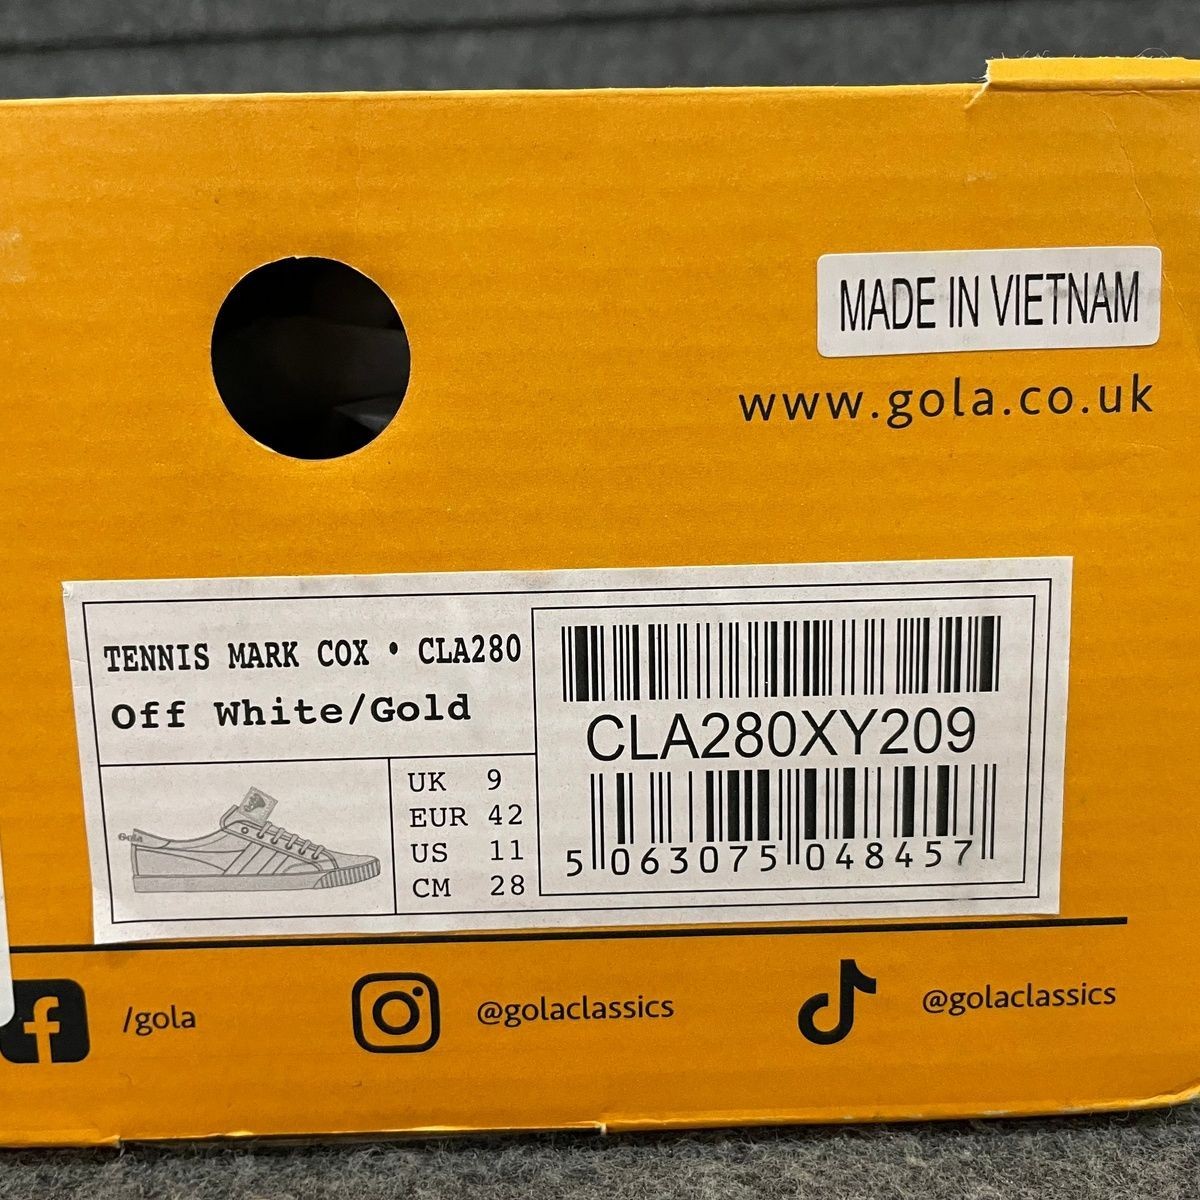 MADE IN VIETNAM
www.gola.co.uk
TENNIS MARK COX • CLA280
Off White/Gold
Gola
UK 9
EUR 42
US 11
CM 28
CLA280XY209
5 063075 048457
/gola
@golaclassics
@golaclassics